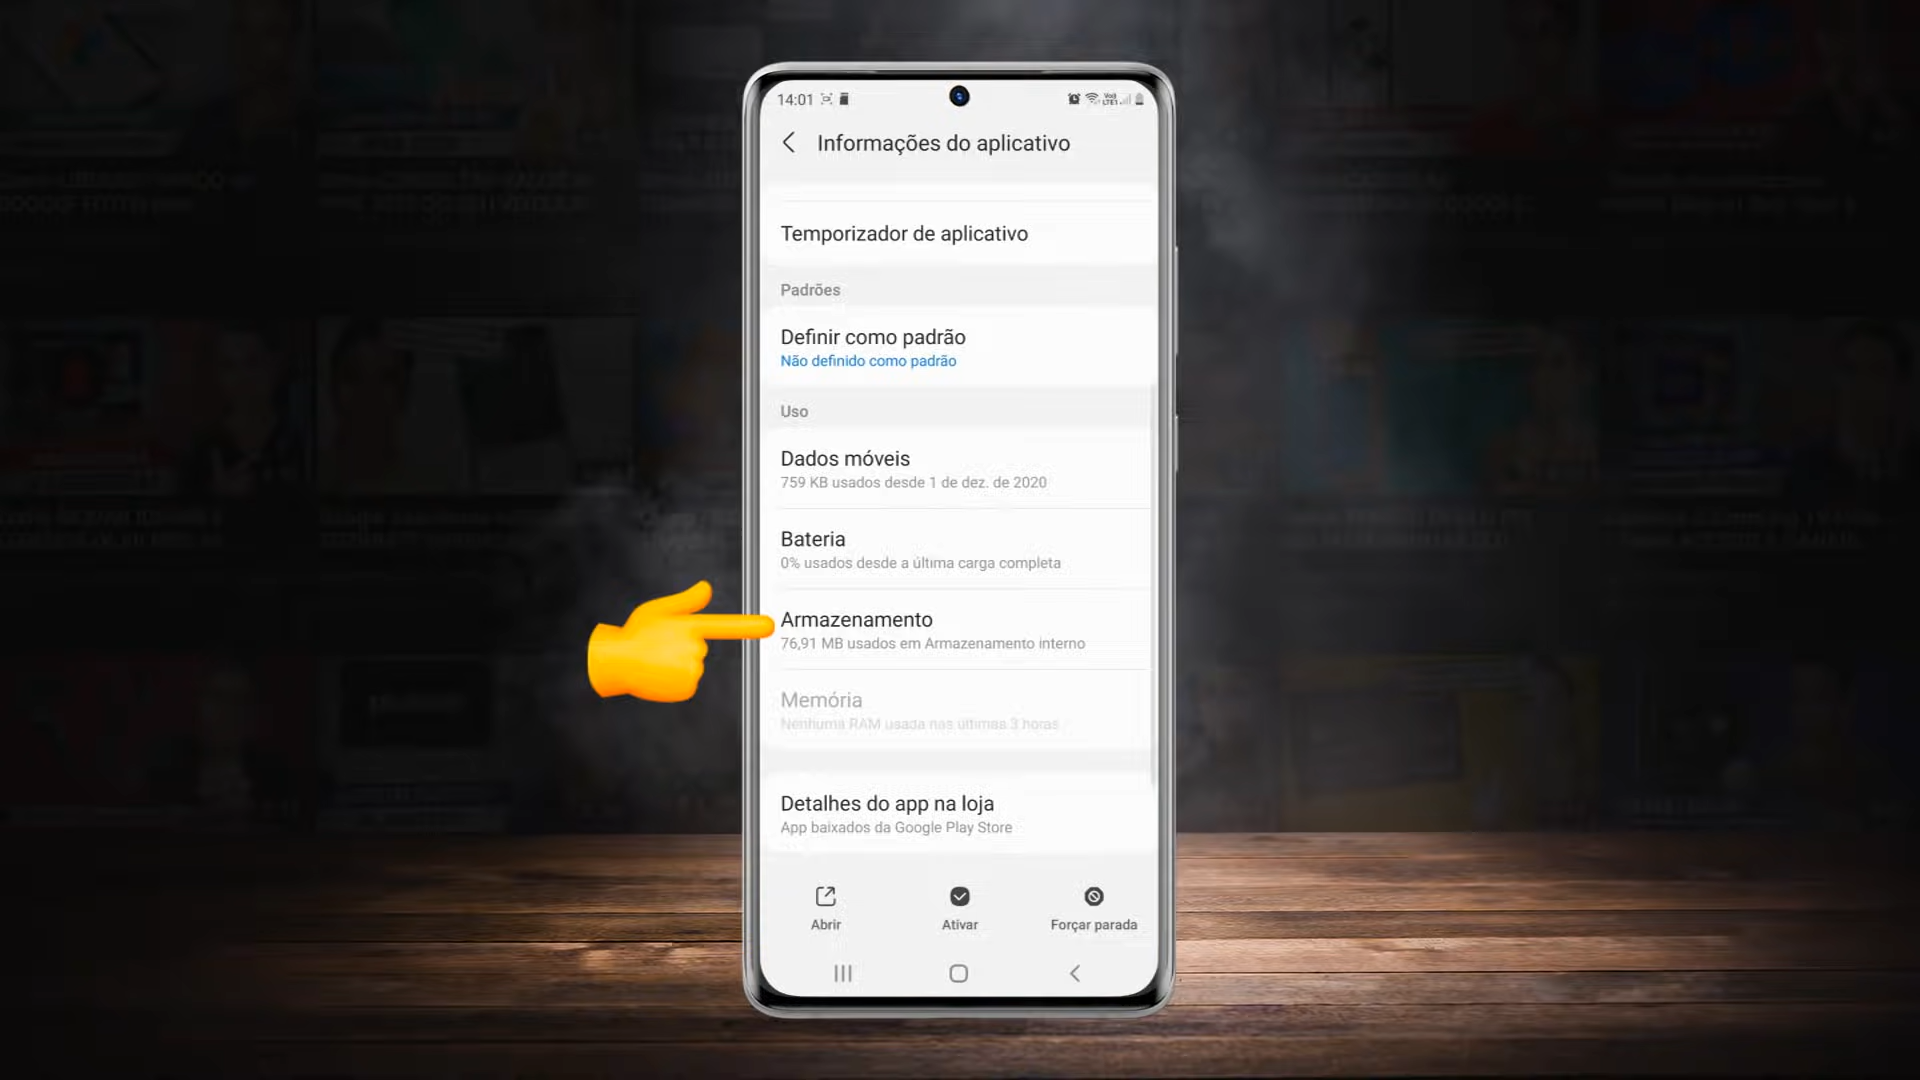 14:01
Informações do aplicativo
Temporizador de aplicativo
Padrões
Definir como padrão
Não definido como padrão
Uso
Dados móveis
759 KB usados desde 1 de dez. de 2020
Bateria
0% usados desde a última carga completa
Armazenamento
76,91 MB usados em Armazenamento interno
Memória
Nenhuma RAM usada nas últimas 3 horas
Detalhes do app na loja
App baixados da Google Play Store
Abrir
Ativar
Forçar parada